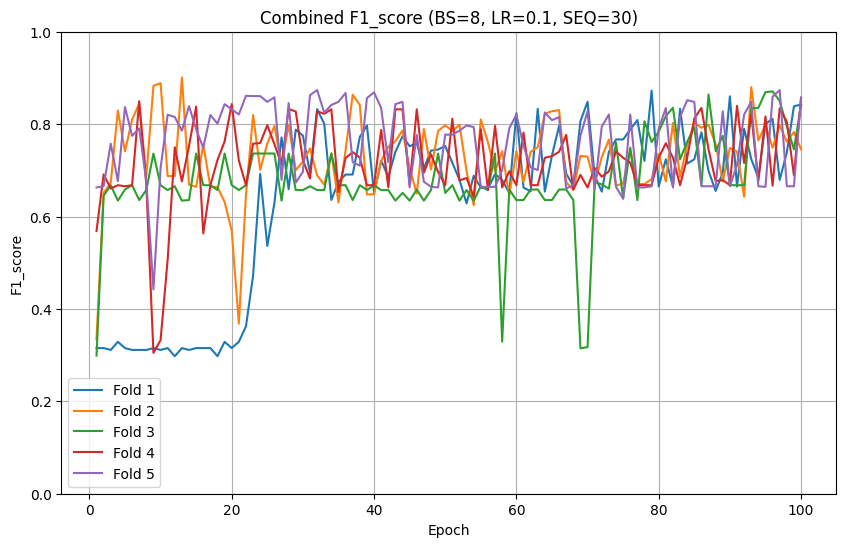 Combined F1_score (BS=8, LR=0.1, SEQ=30)
1.0
0.8
0.6
0.4
0.2
0.0
F1_score
Fold 1
Fold 2
Fold 3
Fold 4
Fold 5
0 20 40 60 80 100
Epoch